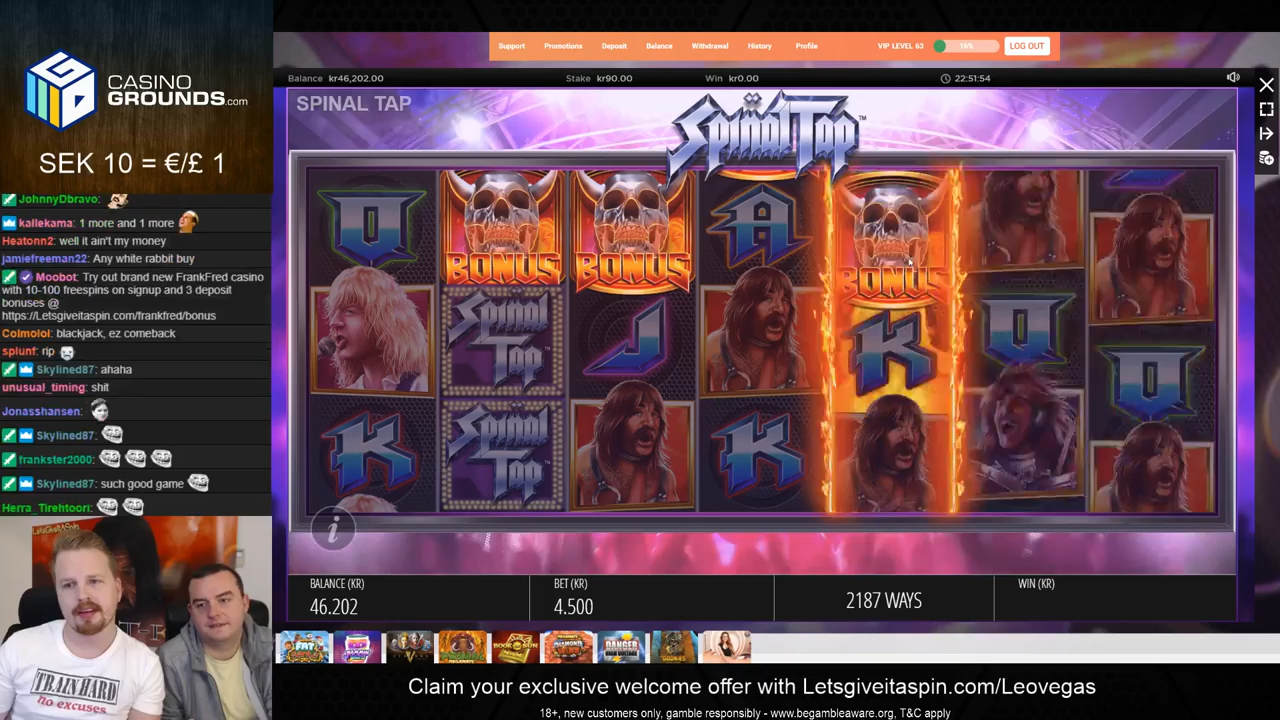 CASINO
GROUNDS.com
SEK 10 = €/£ 1
JohnnyDbravo:
kallekama: 1 more and 1 more
Heatonn2: well it ain't my money
jamiefreeman22: Any white rabbit buy
Moobot: Try out brand new FrankFred casino
with 10-100 freespins on signup and 3 deposit
bonuses @
https://Letsgiveitaspin.com/frankfred/bonus
Colmolol: blackjack, ez comeback
splunf: rip
Skylined87: ahaha
unusual_timing: shit
Jonasshansen:
Skylined87:
frankster2000:
Skylined87: such good game
Herra_Tirehtoori:
TRAIN HARD
no excuses
Support Promotions Deposit Balance Withdrawal History Profile VIP LEVEL 63 16% LOG OUT
Balance kr46,202.00 Stake kr90.00 Win kr0.00 22:51:54
SPINAL TAP
Spinal Tap™
Q BONUS BONUS A BONUS
Spinal Tap J K Q Q
K Spinal Tap K
i
BALANCE (KR) BET (KR) WIN (KR)
46.202 4.500 2187 WAYS
Claim your exclusive welcome offer with Letsgiveitaspin.com/Leovegas
18+, new customers only, gamble responsibly - www.begambleaware.org, T&C apply